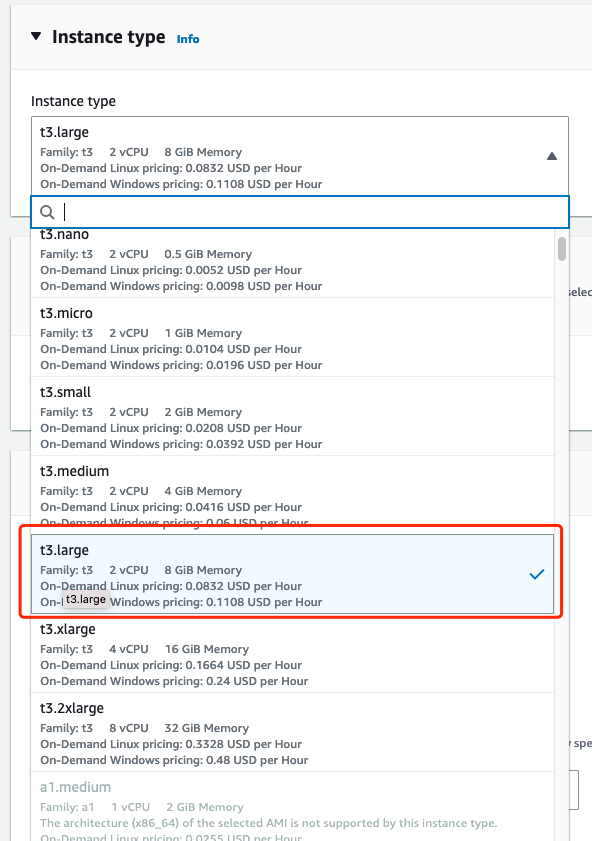 Instance type Info
Instance type
t3.large
Family: t3 2 vCPU 8 GiB Memory
On-Demand Linux pricing: 0.0832 USD per Hour
On-Demand Windows pricing: 0.1108 USD per Hour
t3.nano
Family: t3 2 vCPU 0.5 GiB Memory
On-Demand Linux pricing: 0.0052 USD per Hour
On-Demand Windows pricing: 0.0098 USD per Hour
selec
t3.micro
Family: t3 2 vCPU 1 GiB Memory
On-Demand Linux pricing: 0.0104 USD per Hour
On-Demand Windows pricing: 0.0196 USD per Hour
t3.small
Family: t3 2 vCPU 2 GiB Memory
On-Demand Linux pricing: 0.0208 USD per Hour
On-Demand Windows pricing: 0.0392 USD per Hour
t3.medium
Family: t3 2 vCPU 4 GiB Memory
On-Demand Linux pricing: 0.0416 USD per Hour
On-Demand Windows pricing: 0.06 USD per Hour
t3.large
Family: t3 2 vCPU 8 GiB Memory
On-Demand Linux pricing: 0.0832 USD per Hour
On- t3.large Windows pricing: 0.1108 USD per Hour
t3.xlarge
Family: t3 4 vCPU 16 GiB Memory
On-Demand Linux pricing: 0.1664 USD per Hour
On-Demand Windows pricing: 0.24 USD per Hour
t3.2xlarge
Family: t3 8 vCPU 32 GiB Memory
On-Demand Linux pricing: 0.3328 USD per Hour
y spe
On-Demand Windows pricing: 0.48 USD per Hour
a1.medium
Family: a1 1 vCPU 2 GiB Memory
The architecture (x86_64) of the selected AMI is not supported by this instance type.
On-Demand Linux pricing: 0.0255 USD per Hour